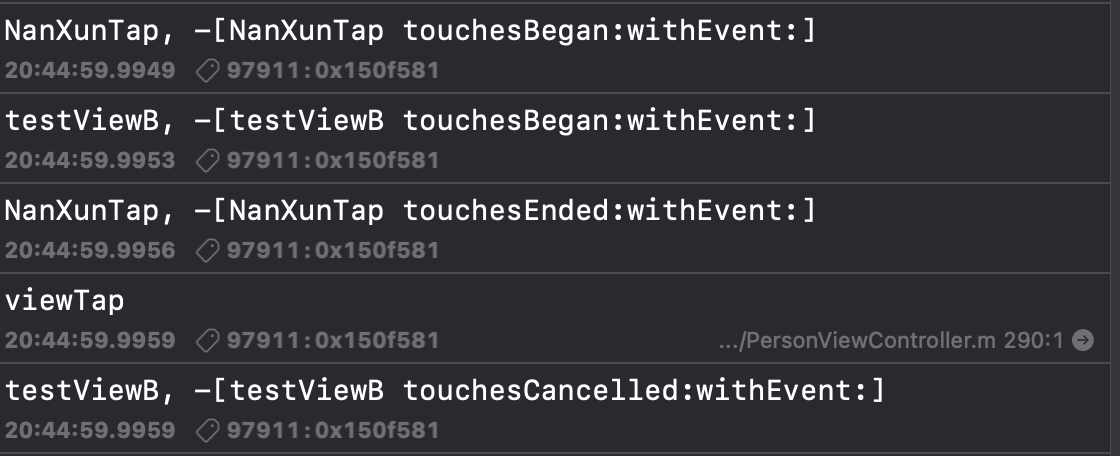 NanXunTap, -[NanXunTap touchesBegan:withEvent:]
20:44:59.9949 97911:0x150f581
testViewB, -[testViewB touchesBegan:withEvent:]
20:44:59.9953 97911:0x150f581
NanXunTap, -[NanXunTap touchesEnded:withEvent:]
20:44:59.9956 97911:0x150f581
viewTap
20:44:59.9959 97911:0x150f581 .../PersonViewController.m 290:1
testViewB, -[testViewB touchesCancelled:withEvent:]
20:44:59.9959 97911:0x150f581